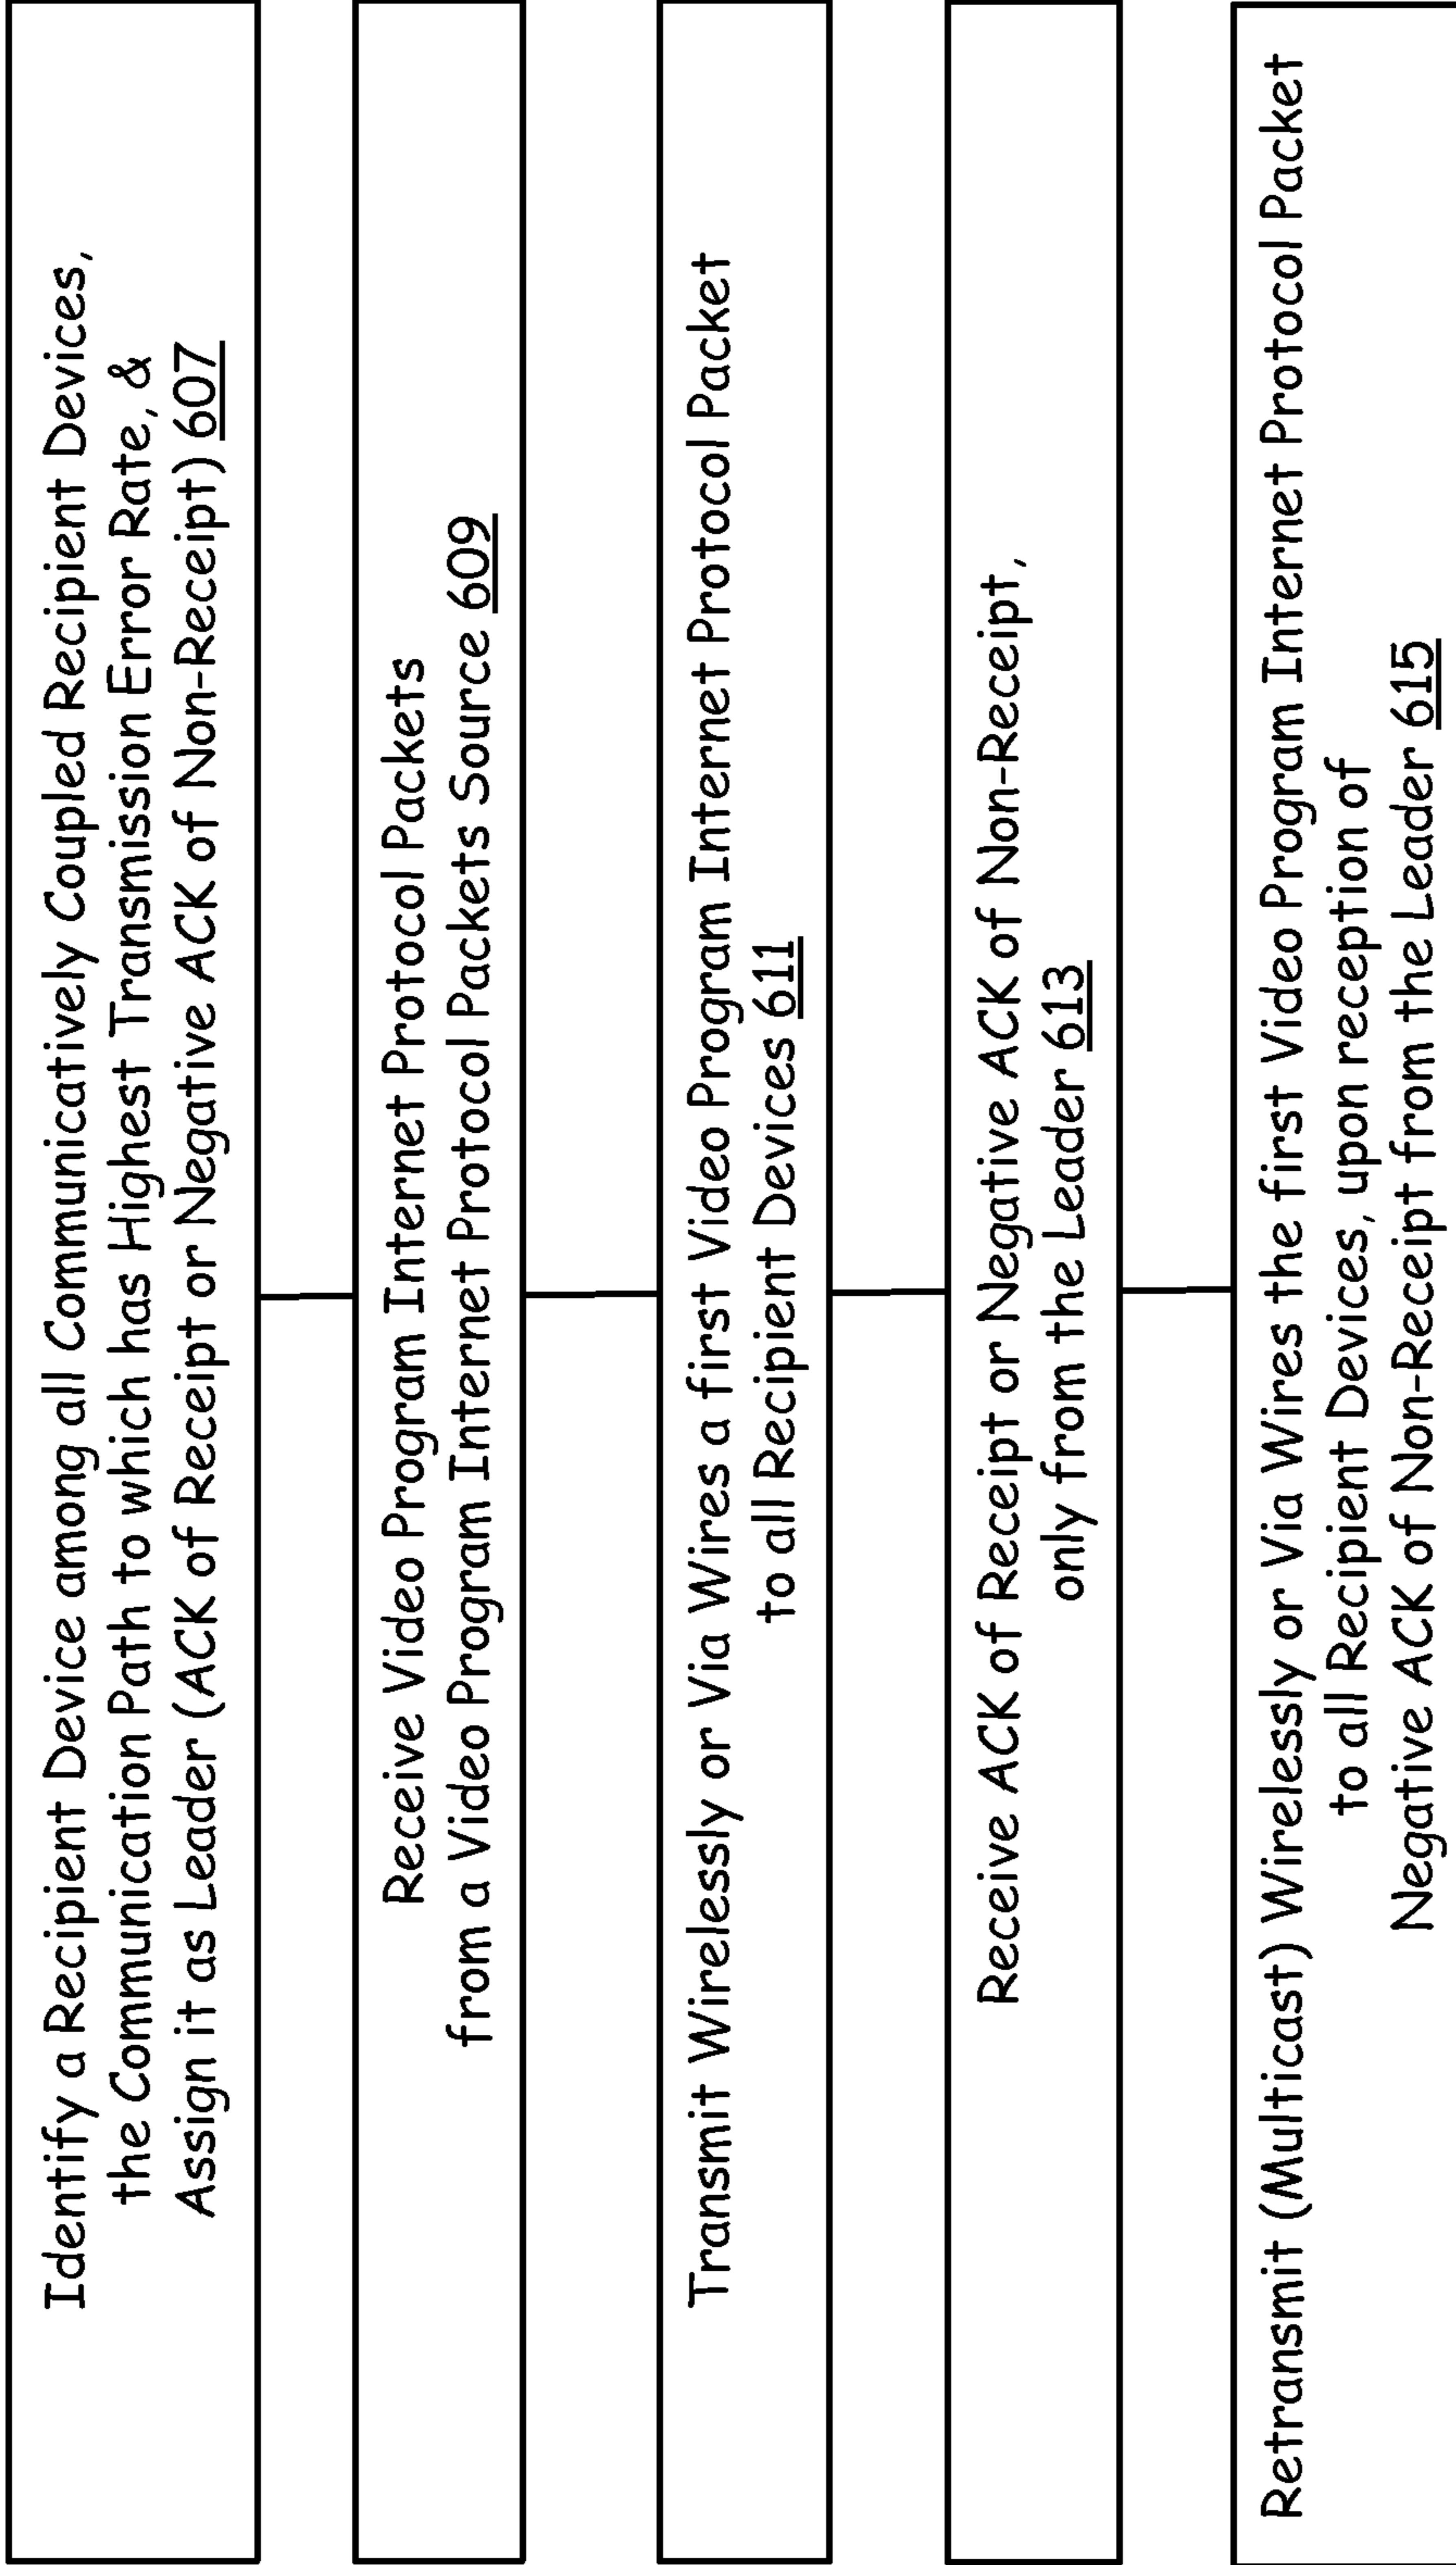 Identify a Recipient Device among all Communicatively Coupled Recipient Devices,
the Communication Path to which has Highest Transmission Error Rate, &
Assign it as Leader (ACK of Receipt or Negative ACK of Non-Receipt) 607
Receive Video Program Internet Protocol Packets
from a Video Program Internet Protocol Packets Source 609
Transmit Wirelessly or Via Wires a first Video Program Internet Protocol Packet
to all Recipient Devices 611
Receive ACK of Receipt or Negative ACK of Non-Receipt,
only from the Leader 613
Retransmit (Multicast) Wirelessly or Via Wires the first Video Program Internet Protocol Packet
to all Recipient Devices, upon reception of
Negative ACK of Non-Receipt from the Leader 615